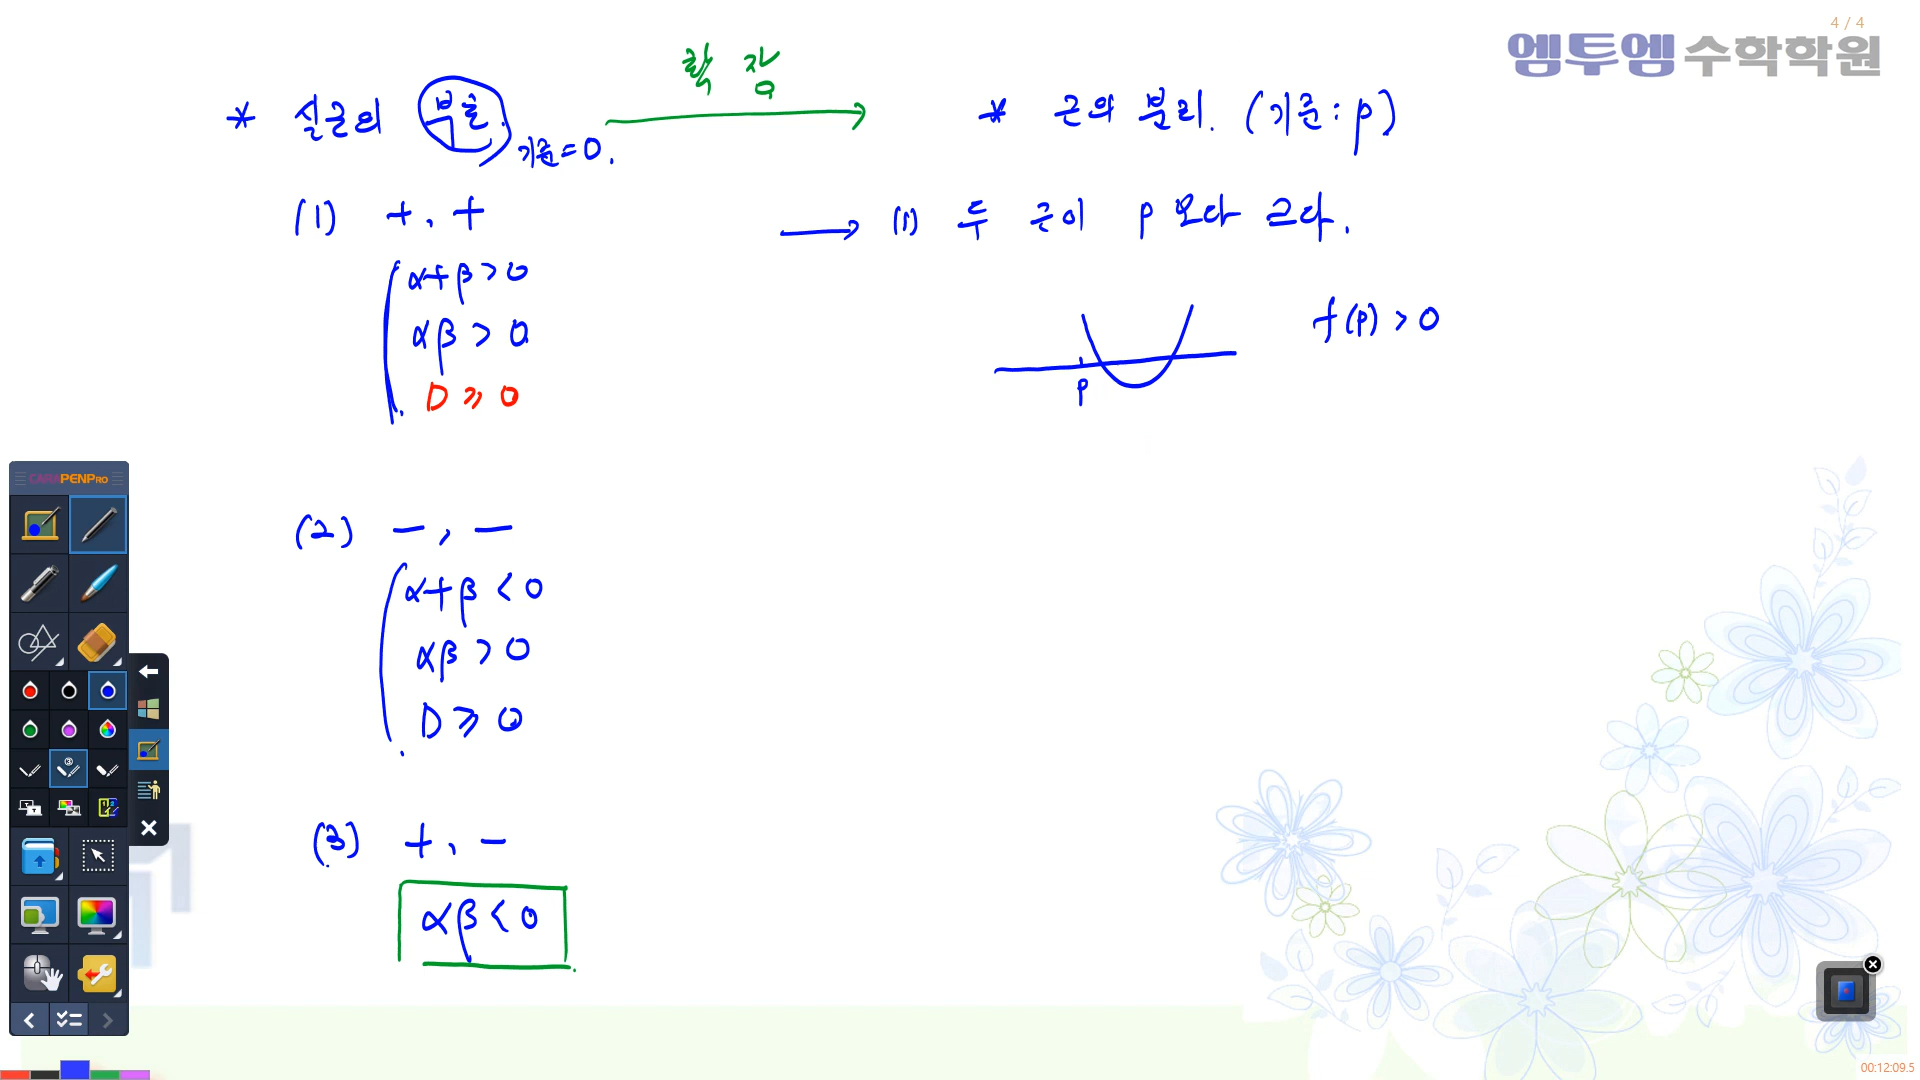 4 / 4
엠투엠수학학원
확장
* 실근의 부호. 기준=0.
* 근의 분리. (기준: p)
(1) +, +
→ (1) 두 근이 p보다 크다.
α+β>0
αβ>0
D≥0
p
f(p)>0
(2) -, -
α+β<0
αβ>0
D≥0
(3) +, -
αβ<0
PENPRO
00:12:09.5